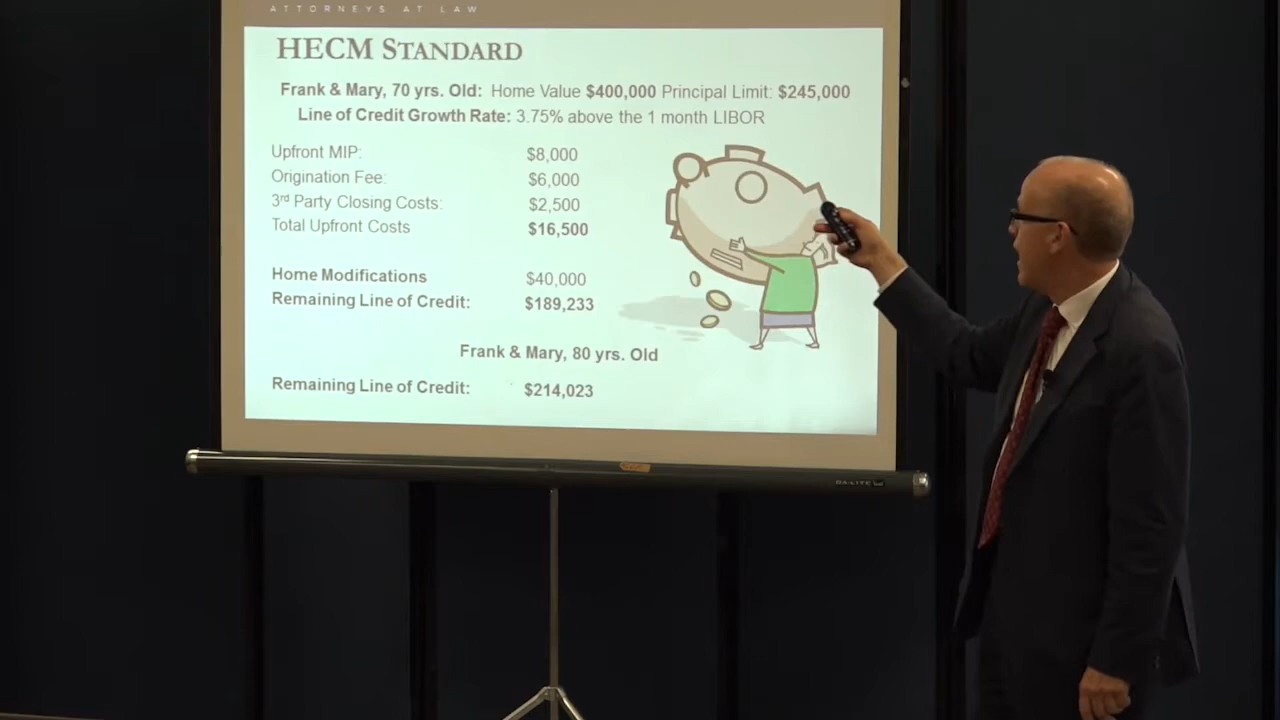 ATTORNEYS AT LAW
HECM STANDARD
Frank & Mary, 70 yrs. Old: Home Value $400,000 Principal Limit: $245,000
Line of Credit Growth Rate: 3.75% above the 1 month LIBOR
Upfront MIP: $8,000
Origination Fee: $6,000
3rd Party Closing Costs: $2,500
Total Upfront Costs $16,500
Home Modifications $40,000
Remaining Line of Credit: $189,233
Frank & Mary, 80 yrs. Old
Remaining Line of Credit: $214,023
DA-LITE